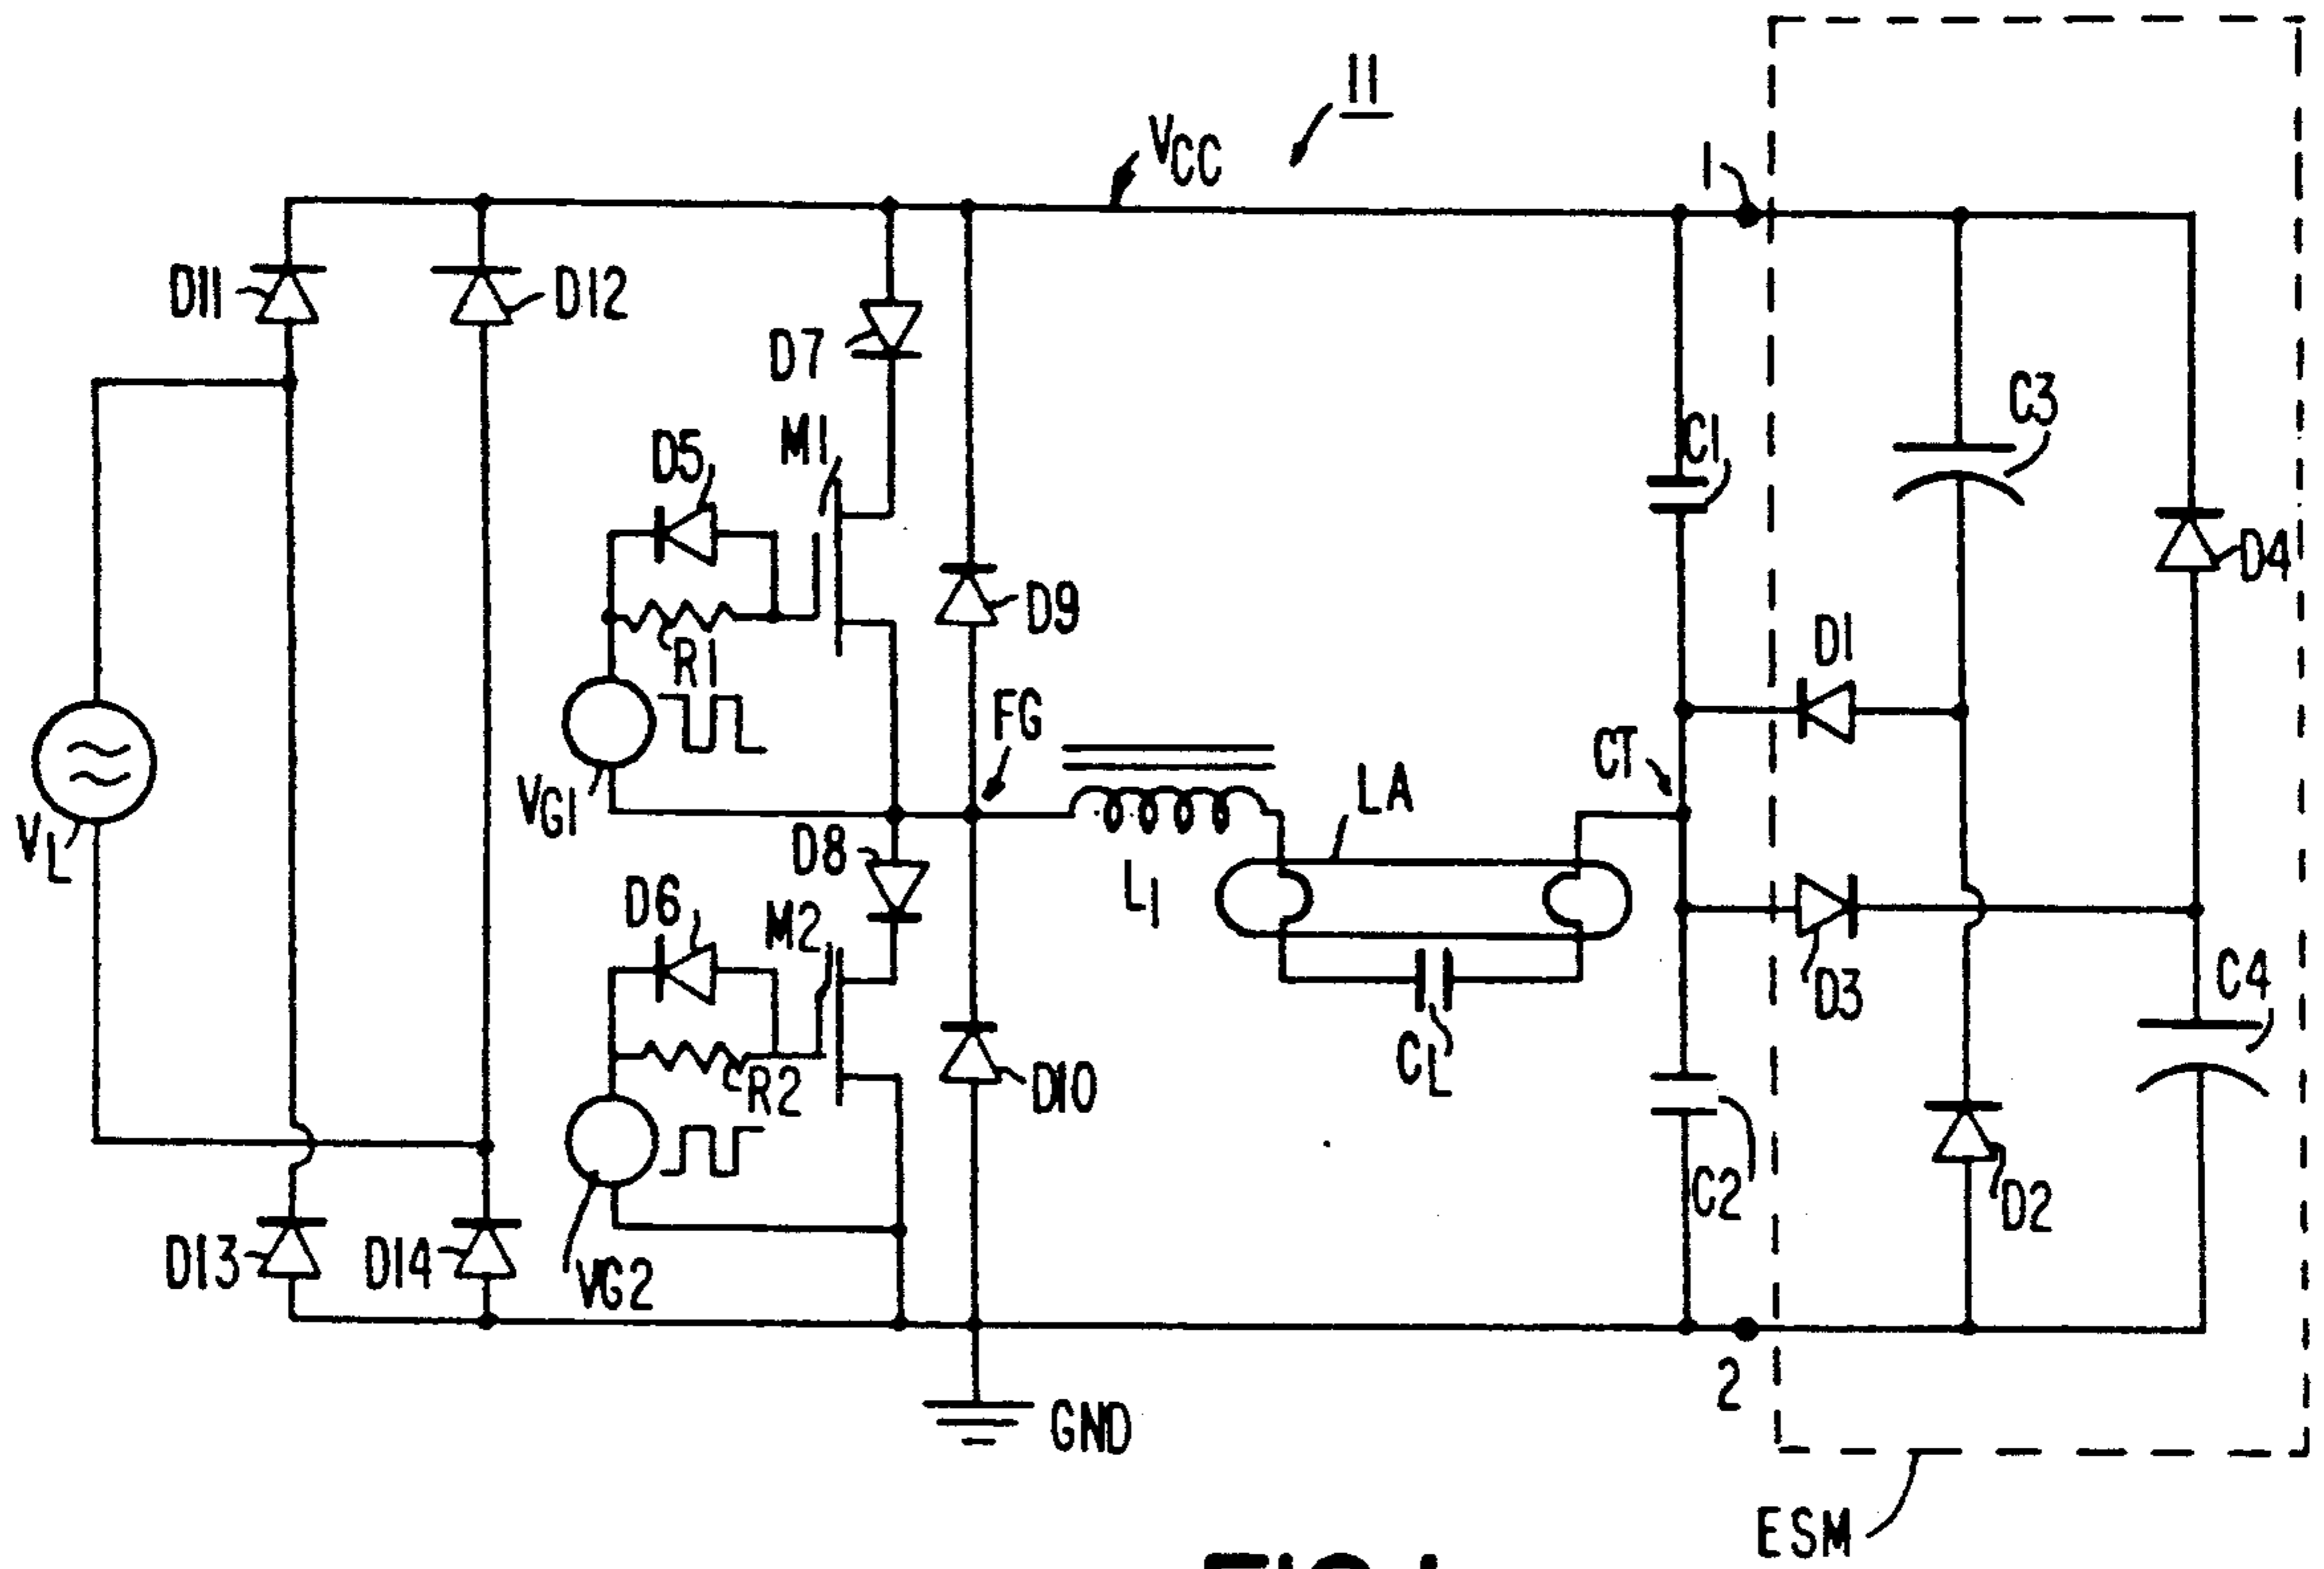 11
VCC
1
D11
D12
D7
C3
M1
C1
D5
D4
D9
D1
R1
FG
CT
VG1
LA
VL
D8
L1
D6
M2
D3
C4
CL
D10
R2
C2
D2
D13
D14
VG2
2
GND
ESM